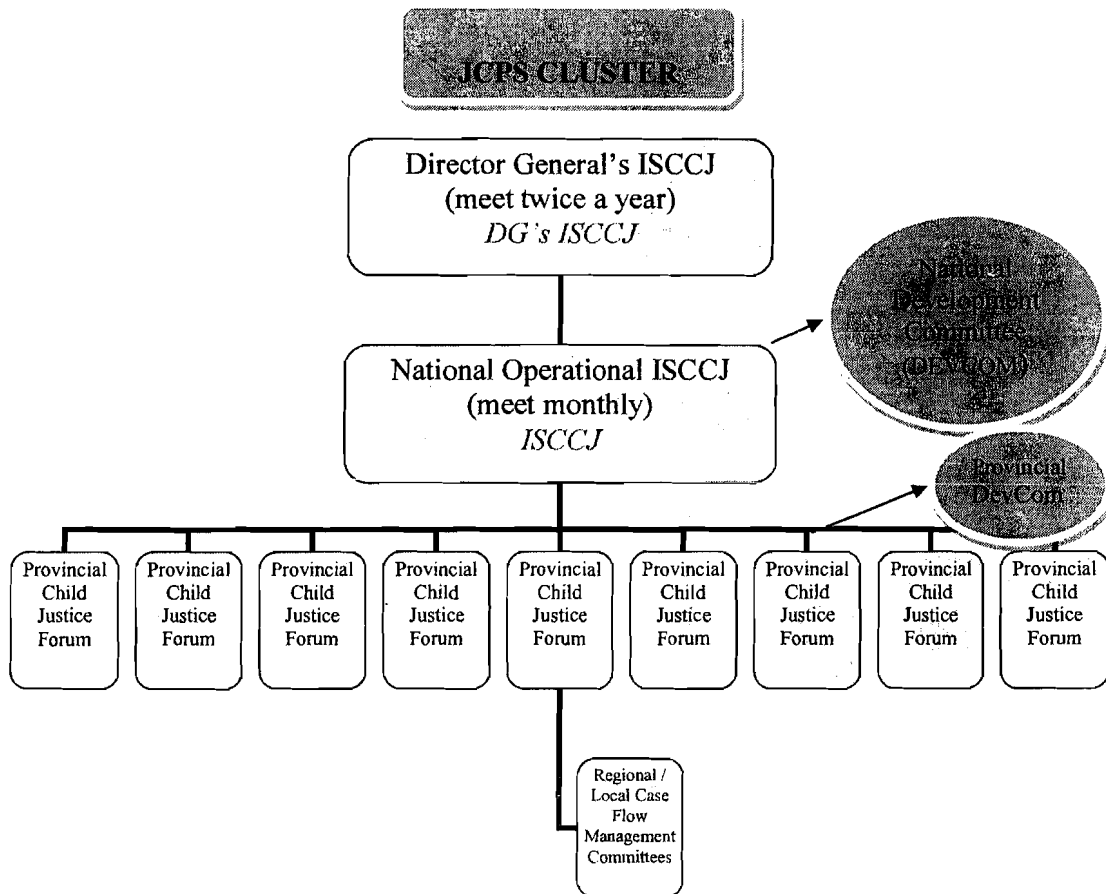 JCPS CLUSTER
Director General's ISCCJ
(meet twice a year)
DG's ISCCJ
National
Development
Committee
(DEVCOM)
National Operational ISCCJ
(meet monthly)
ISCCJ
Provincial
DevCom
Provincial
Child
Justice
Forum
Provincial
Child
Justice
Forum
Provincial
Child
Justice
Forum
Provincial
Child
Justice
Forum
Provincial
Child
Justice
Forum
Provincial
Child
Justice
Forum
Provincial
Child
Justice
Forum
Provincial
Child
Justice
Forum
Provincial
Child
Justice
Forum
Regional /
Local Case
Flow
Management
Committees